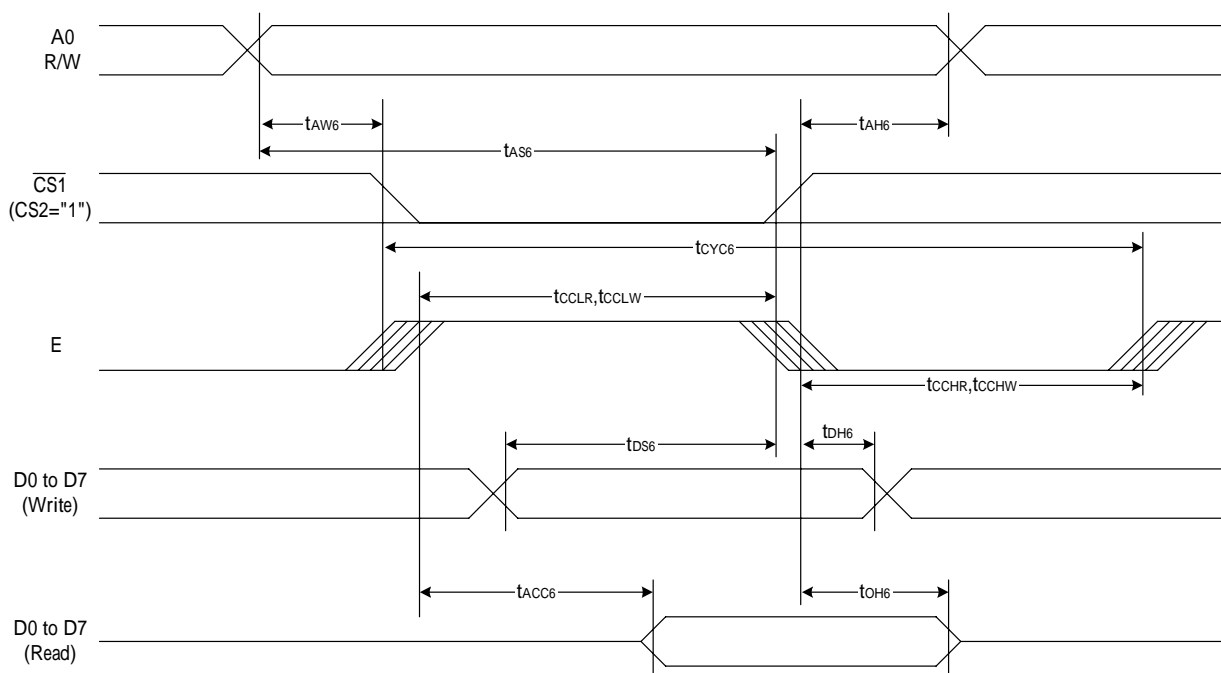 A0
R/W
tAW6
tAH6
tAS6
CS1
(CS2="1")
tCYC6
tCCLR,tCCLW
E
tCCHR,tCCHW
tDS6
tDH6
D0 to D7
(Write)
tACC6
tOH6
D0 to D7
(Read)